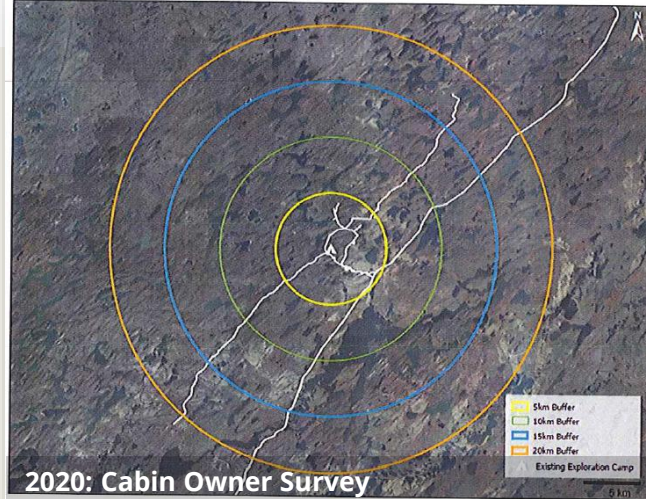 N
5km Buffer
10km Buffer
15km Buffer
20km Buffer
Existing Exploration Camp
5 km
2020: Cabin Owner Survey